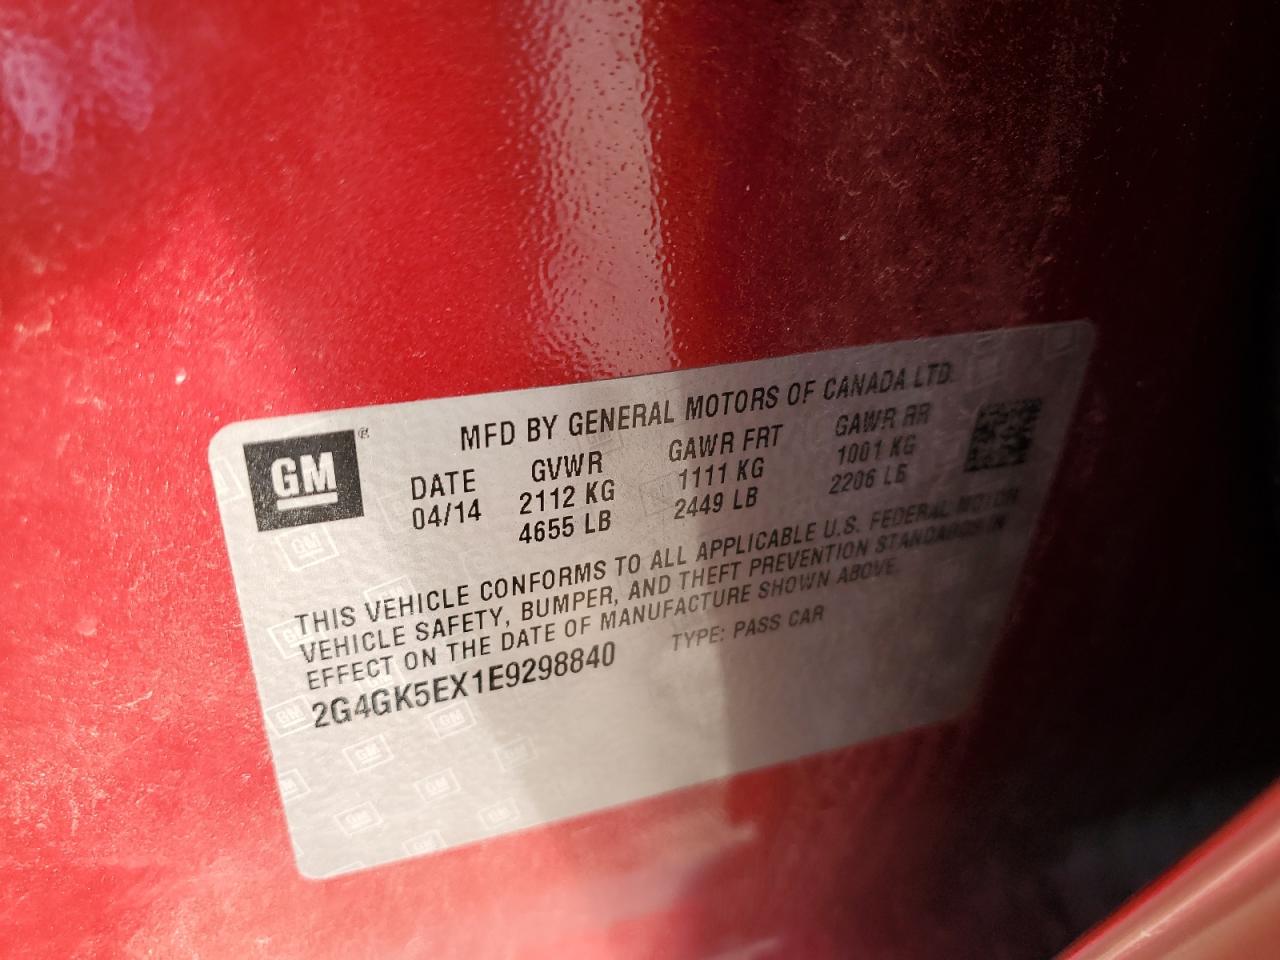 MFD BY GENERAL MOTORS OF CANADA LTD.
GM®
DATE GVWR GAWR FRT GAWR RR
04/14 2112 KG 1111 KG 1001 KG
4655 LB 2449 LB 2206 LB
THIS VEHICLE CONFORMS TO ALL APPLICABLE U.S. FEDERAL MOTOR
VEHICLE SAFETY, BUMPER, AND THEFT PREVENTION STANDARDS IN
EFFECT ON THE DATE OF MANUFACTURE SHOWN ABOVE.
2G4GK5EX1E9298840 TYPE: PASS CAR